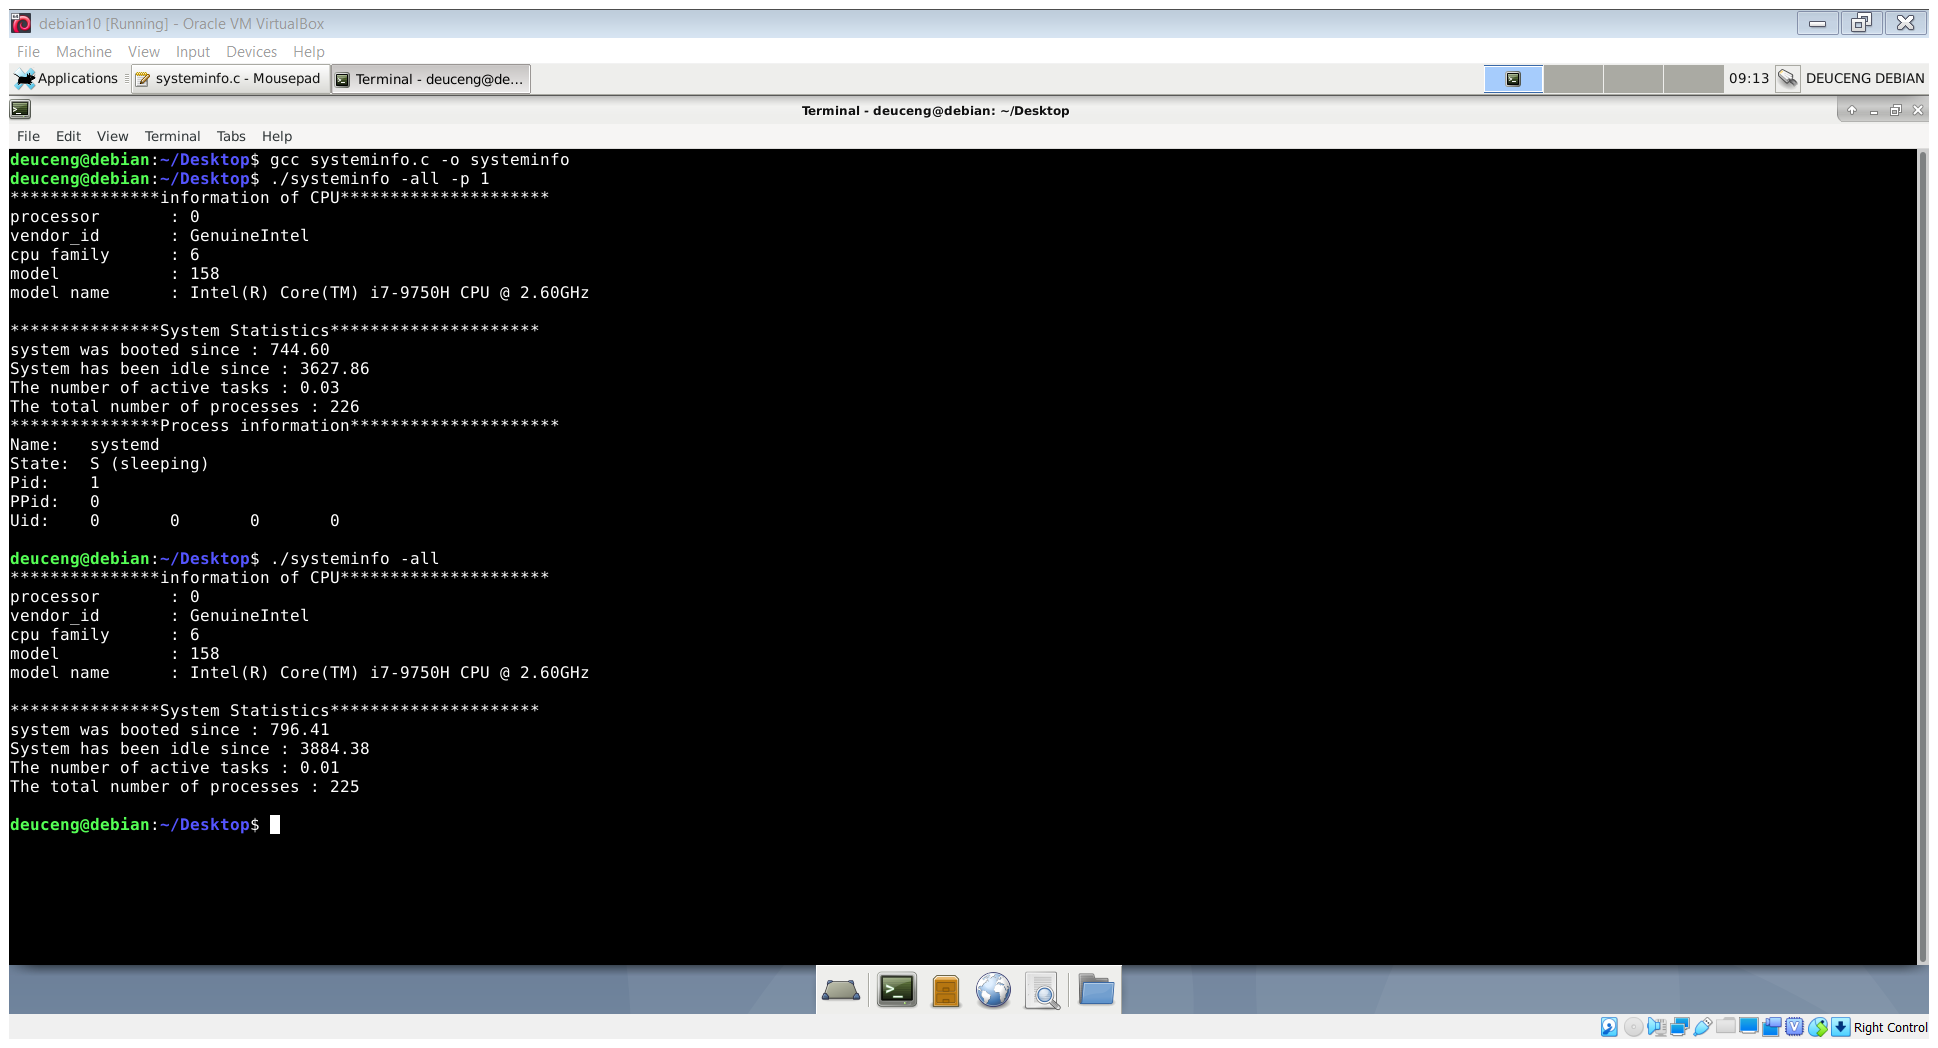 debian10 [Running] - Oracle VM VirtualBox
File Machine View Input Devices Help
Applications systeminfo.c - Mousepad Terminal - deuceng@de... 09:13 DEUCENG DEBIAN
Terminal - deuceng@debian: ~/Desktop
File Edit View Terminal Tabs Help
deuceng@debian:~/Desktop$ gcc systeminfo.c -o systeminfo
deuceng@debian:~/Desktop$ ./systeminfo -all -p 1
***************information of CPU*********************
processor       : 0
vendor_id       : GenuineIntel
cpu family      : 6
model           : 158
model name      : Intel(R) Core(TM) i7-9750H CPU @ 2.60GHz
***************System Statistics*********************
system was booted since : 744.60
System has been idle since : 3627.86
The number of active tasks : 0.03
The total number of processes : 226
***************Process information*********************
Name:   systemd
State:  S (sleeping)
Pid:    1
PPid:   0
Uid:    0       0       0       0
deuceng@debian:~/Desktop$ ./systeminfo -all
***************information of CPU*********************
processor       : 0
vendor_id       : GenuineIntel
cpu family      : 6
model           : 158
model name      : Intel(R) Core(TM) i7-9750H CPU @ 2.60GHz
***************System Statistics*********************
system was booted since : 796.41
System has been idle since : 3884.38
The number of active tasks : 0.01
The total number of processes : 225
deuceng@debian:~/Desktop$
Right Control